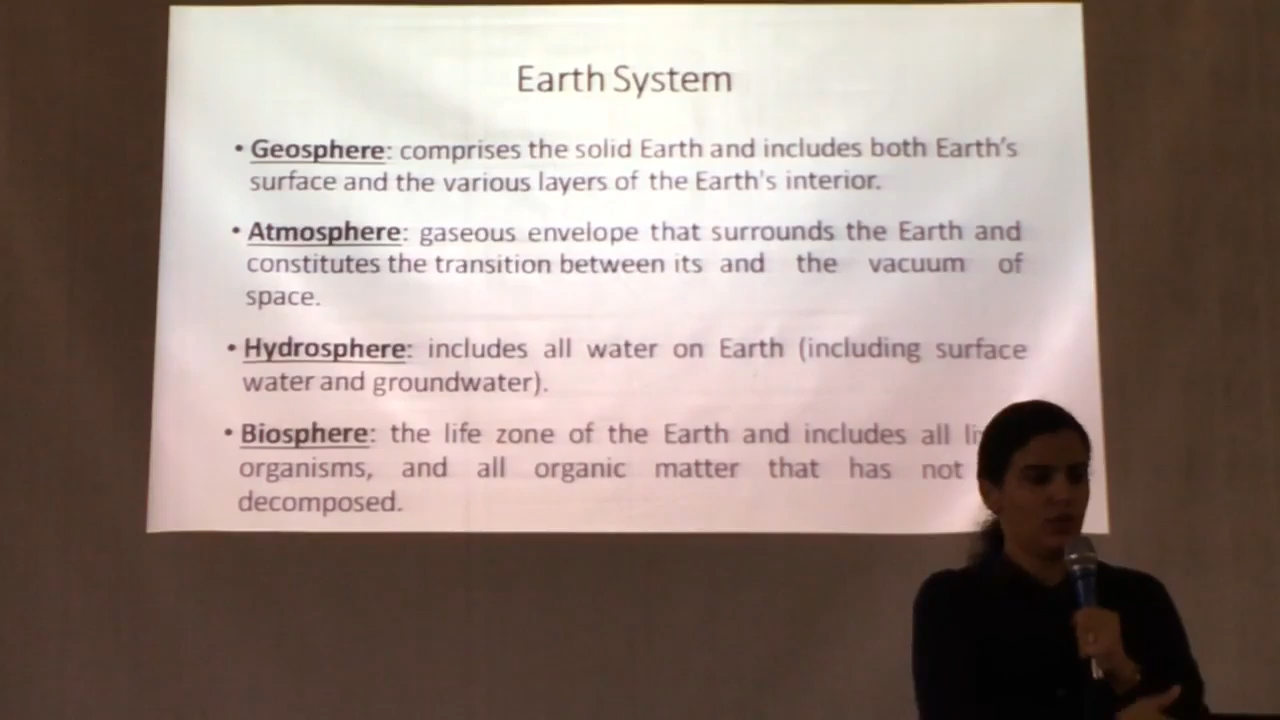 Earth System
• Geosphere: comprises the solid Earth and includes both Earth's
surface and the various layers of the Earth's interior.
• Atmosphere: gaseous envelope that surrounds the Earth and
constitutes the transition between its and the vacuum of
space.
• Hydrosphere: includes all water on Earth (including surface
water and groundwater).
• Biosphere: the life zone of the Earth and includes all
organisms, and all organic matter that has not
decomposed.